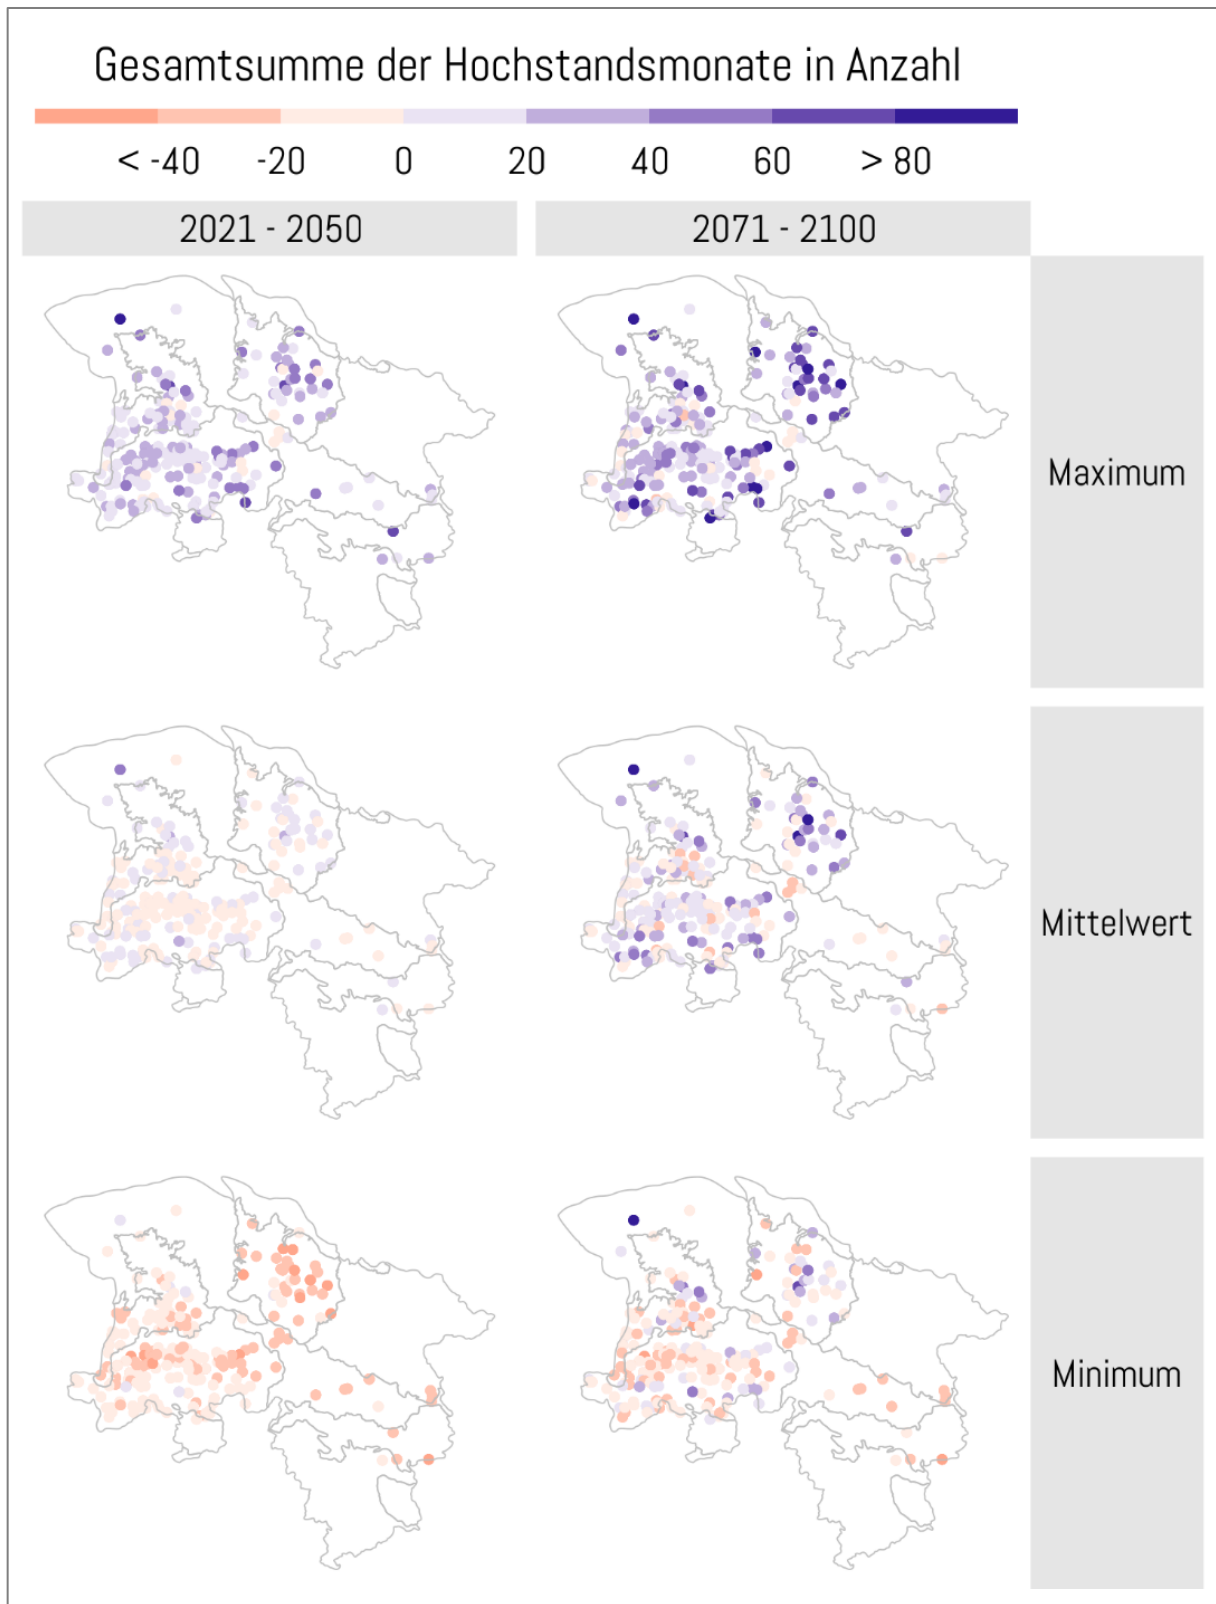 Gesamtsumme der Hochstandsmonate in Anzahl
< -40 -20 0 20 40 60 > 80
2021 - 2050 2071 - 2100
Maximum
Mittelwert
Minimum